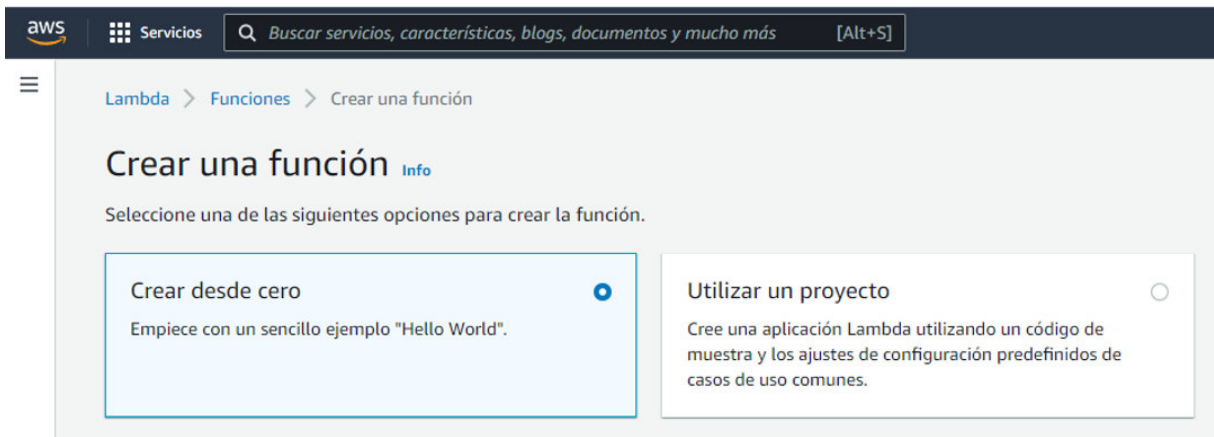 aws Servicios Buscar servicios, características, blogs, documentos y mucho más [Alt+S]
Lambda > Funciones > Crear una función
Crear una función Info
Seleccione una de las siguientes opciones para crear la función.
Crear desde cero
Empiece con un sencillo ejemplo "Hello World".
Utilizar un proyecto
Cree una aplicación Lambda utilizando un código de
muestra y los ajustes de configuración predefinidos de
casos de uso comunes.